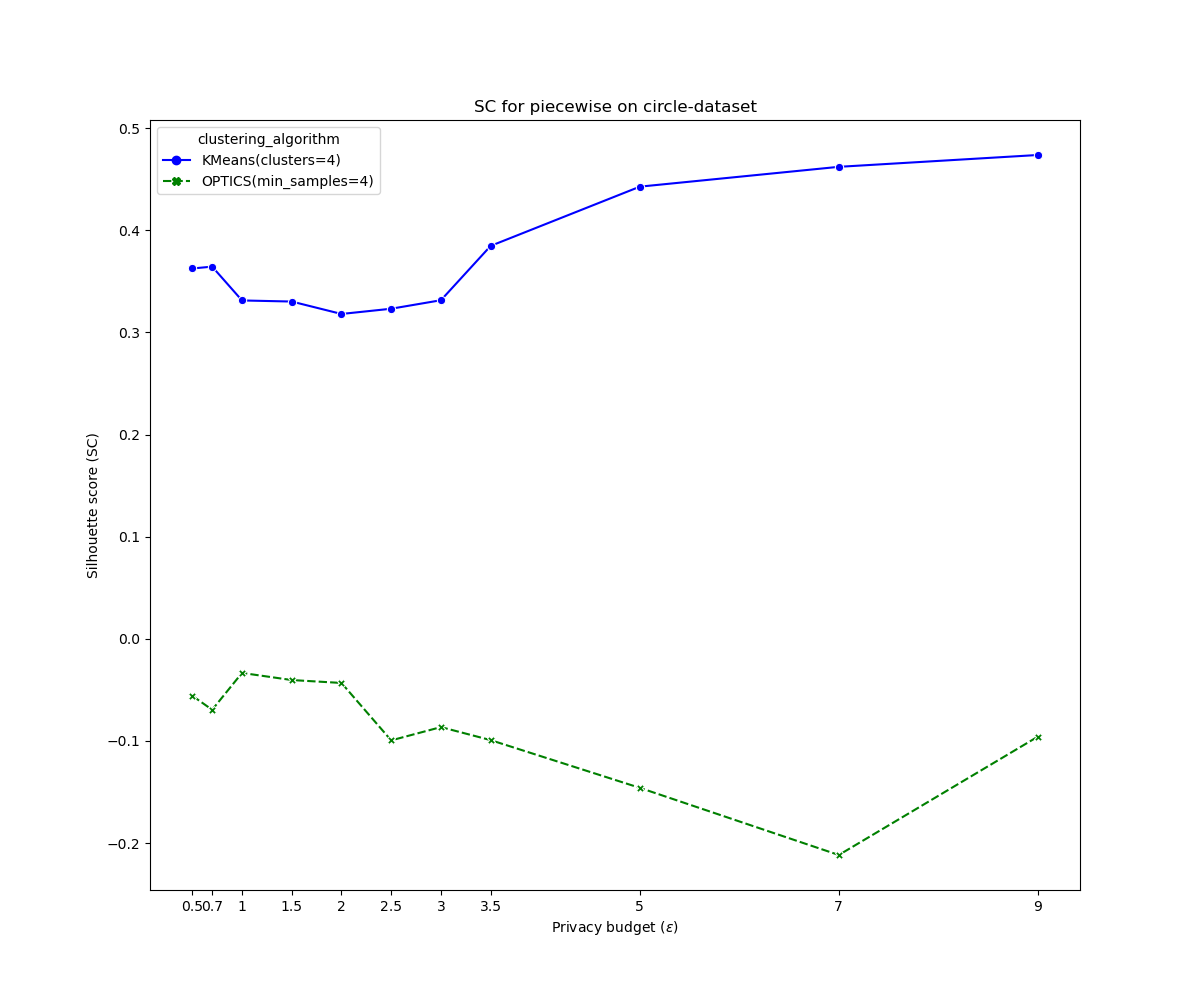 SC for piecewise on circle-dataset
clustering_algorithm
KMeans(clusters=4)
OPTICS(min_samples=4)
0.5
0.4
0.3
0.2
0.1
0.0
−0.1
−0.2
Silhouette score (SC)
0.5 0.7 1 1.5 2 2.5 3 3.5 5 7 9
Privacy budget (ε)